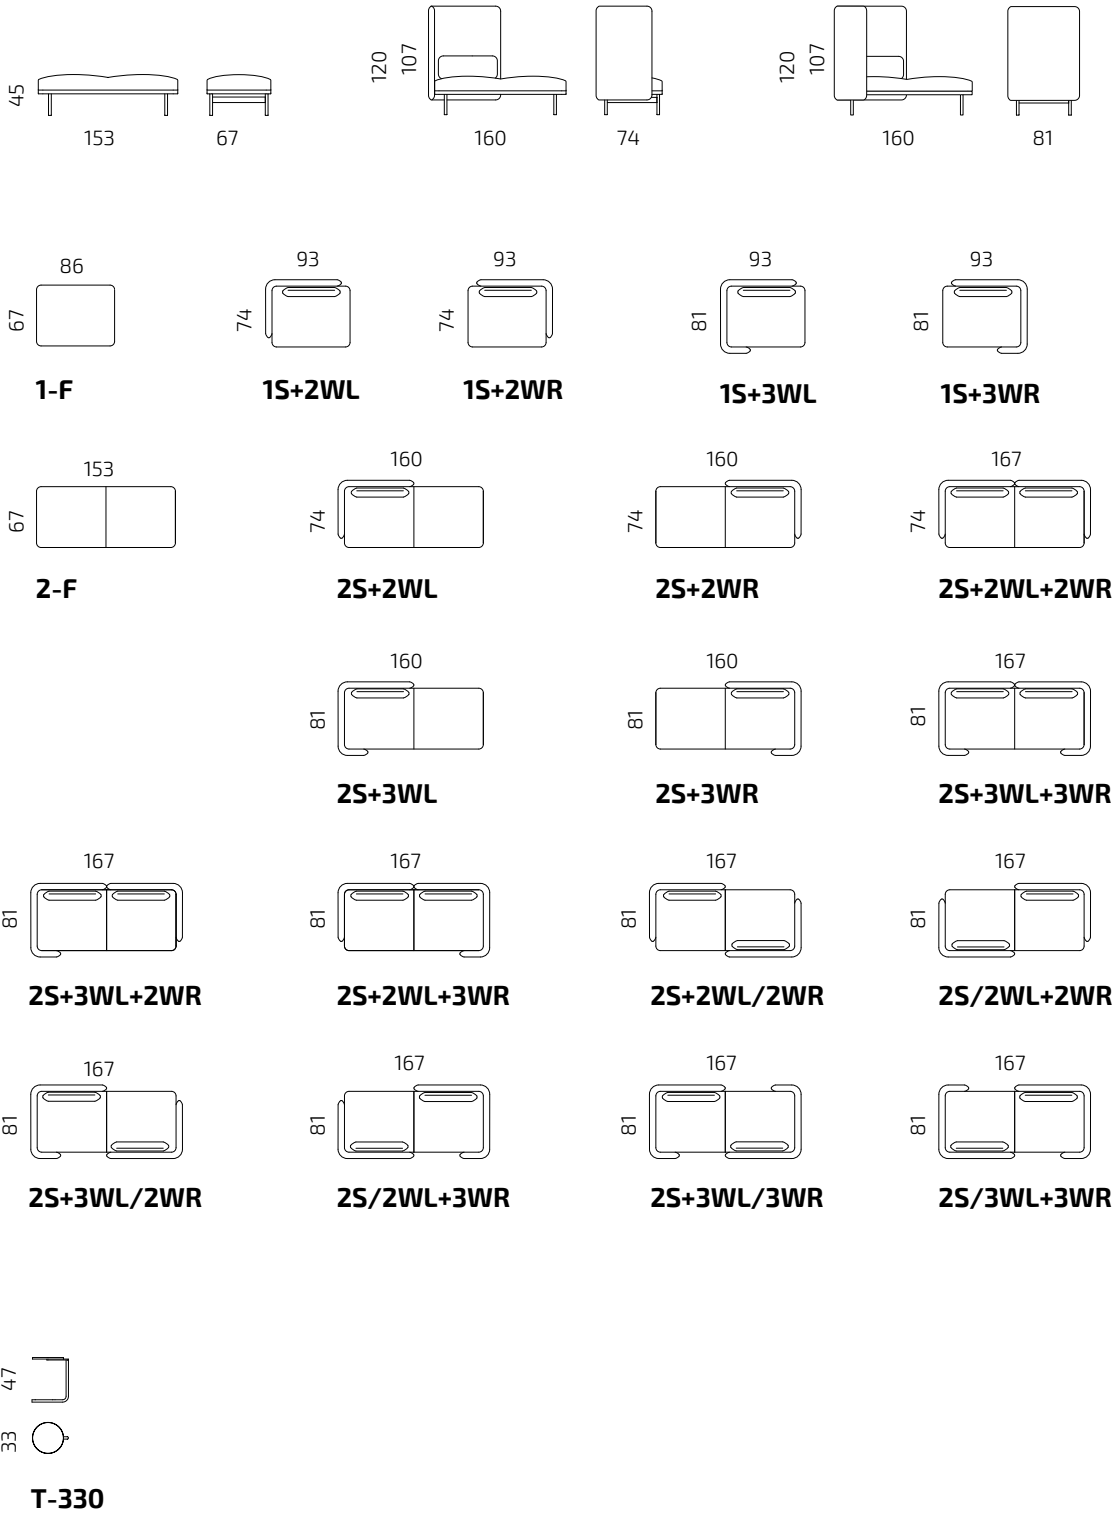 45
153
67
120
107
160
74
120
107
160
81
86
67
1-F
93
74
1S+2WL
93
74
1S+2WR
93
81
1S+3WL
93
81
1S+3WR
153
67
2-F
160
74
2S+2WL
160
74
2S+2WR
167
74
2S+2WL+2WR
160
81
2S+3WL
160
81
2S+3WR
167
81
2S+3WL+3WR
167
81
2S+3WL+2WR
167
81
2S+2WL+3WR
167
81
2S+2WL/2WR
167
81
2S/2WL+2WR
167
81
2S+3WL/2WR
167
81
2S/2WL+3WR
167
81
2S+3WL/3WR
167
81
2S/3WL+3WR
47
33
T-330